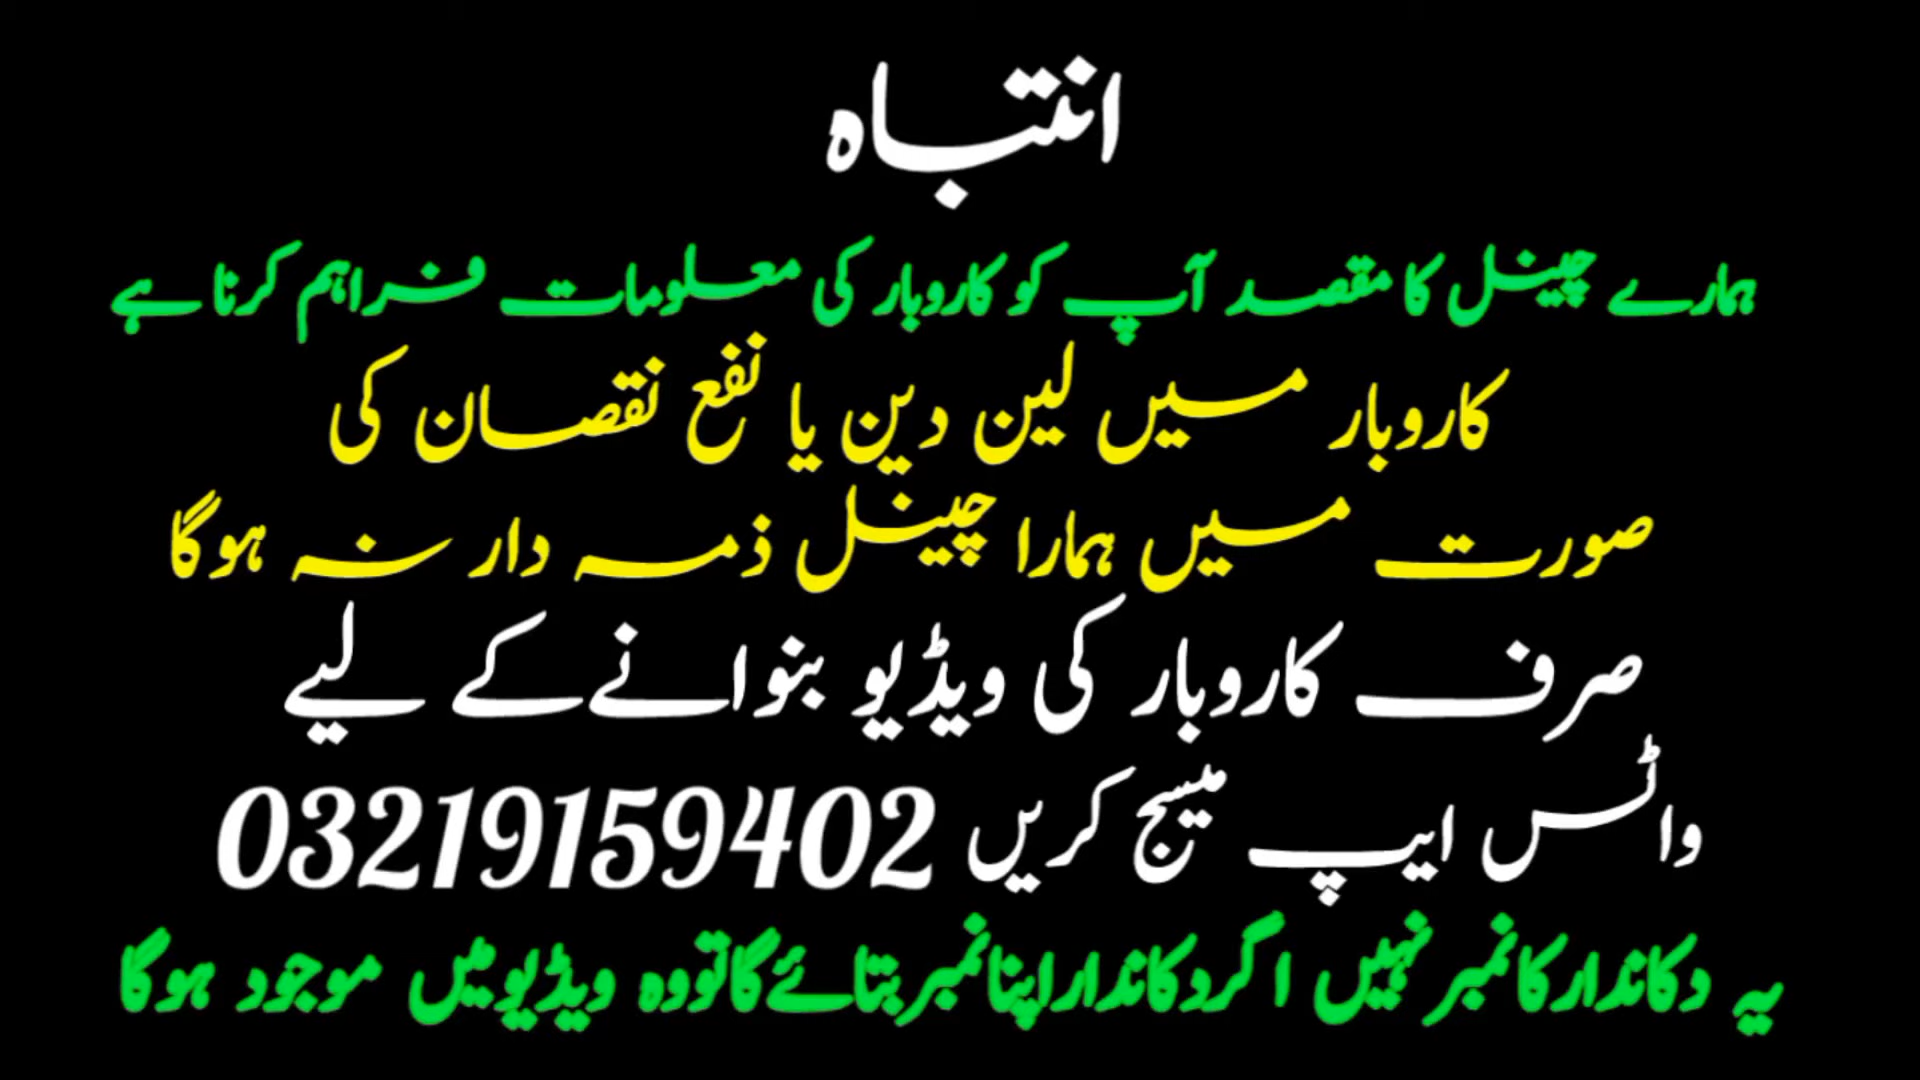 انتباہ
ہمارے چینل کا مقصد آپ کو کاروبار کی معلومات فراہم کرنا ہے
کاروبار میں لین دین یا نفع نقصان کی
صورت میں ہمارا چینل ذمہ دار نہ ہوگا
صرف کاروبار کی ویڈیو بنوانے کے لیے
واٹس ایپ میسج کریں 03219159402
یہ دکاندار کا نمبر نہیں اگر دکاندار اپنا نمبر بتائے گا تو وہ ویڈیو میں موجود ہوگا